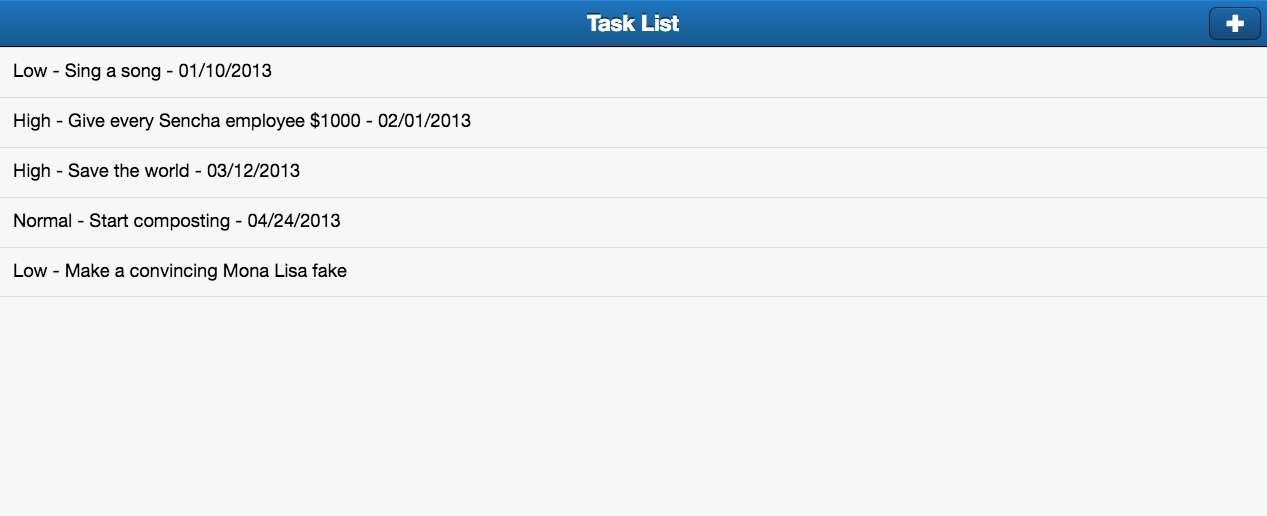 Task List
Low - Sing a song - 01/10/2013
High - Give every Sencha employee $1000 - 02/01/2013
High - Save the world - 03/12/2013
Normal - Start composting - 04/24/2013
Low - Make a convincing Mona Lisa fake